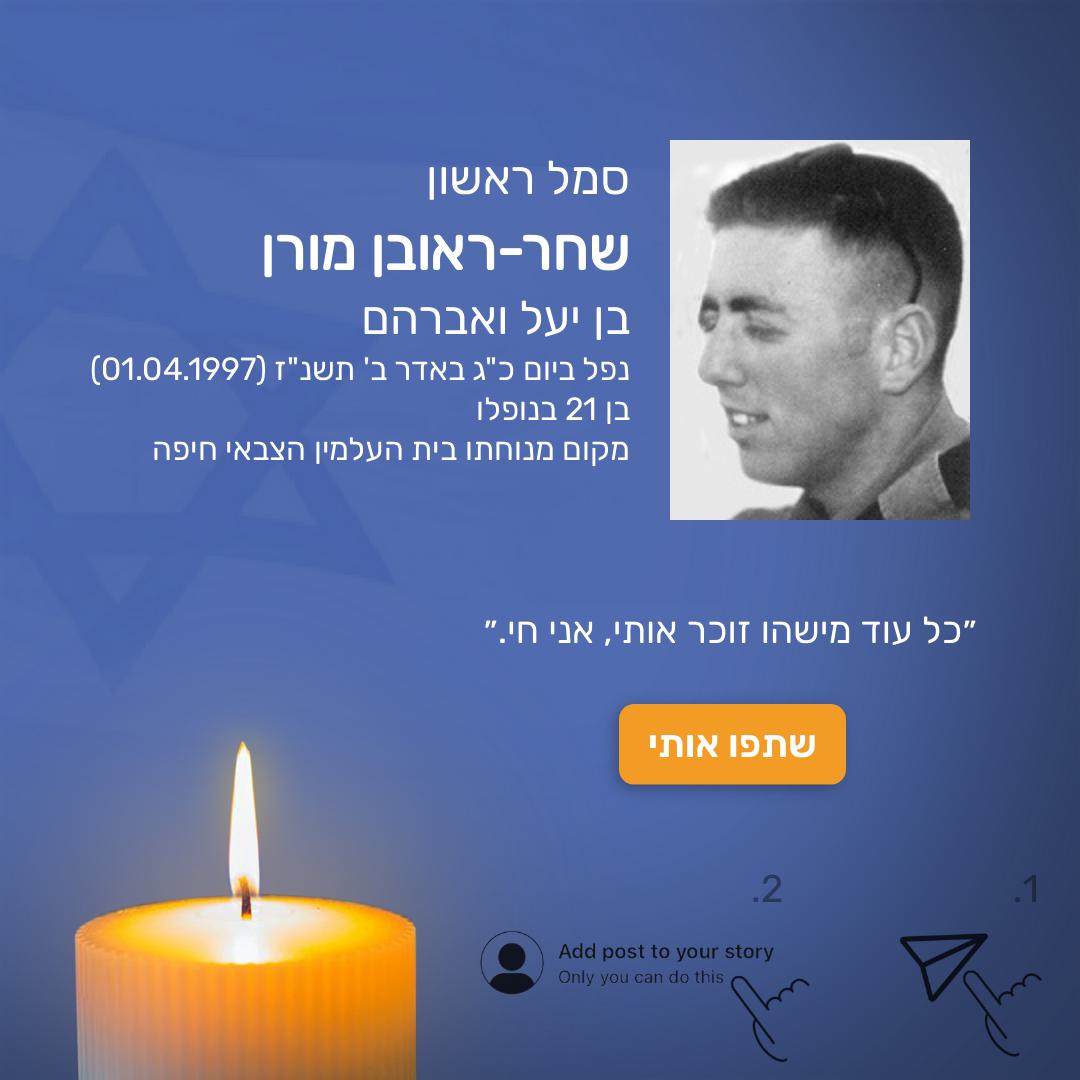 סמל ראשון
שחר-ראובן מורן
בן יעל ואברהם
נפל ביום כ"ג באדר ב' תשנ"ז (01.04.1997)
בן 21 בנופלו
מקום מנוחתו בית העלמין הצבאי חיפה
״כל עוד מישהו זוכר אותי, אני חי.״
שתפו אותי
1.
2.
Add post to your story
Only you can do this